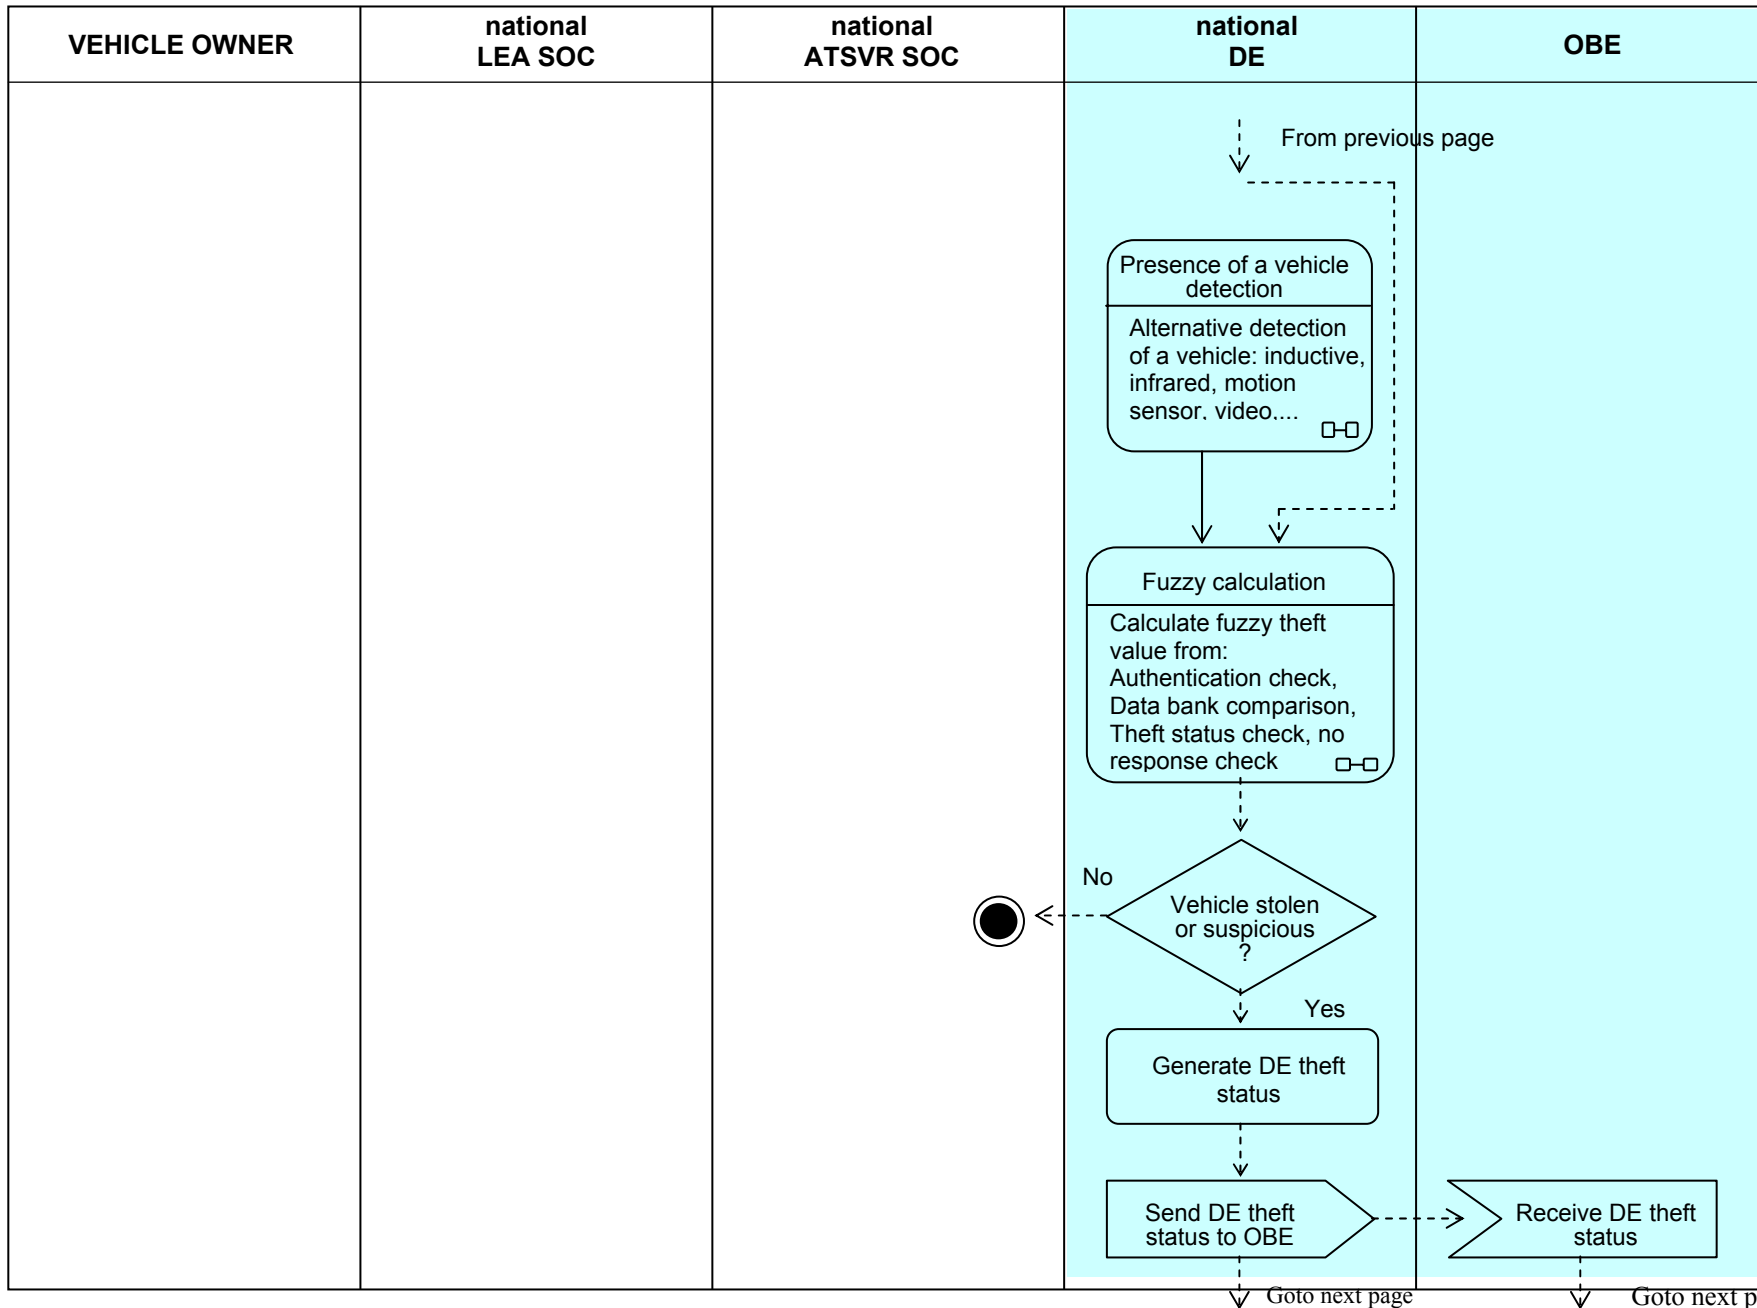 VEHICLE OWNER
national
LEA SOC
national
ATSVR SOC
national
DE
OBE
From previous page
Presence of a vehicle
detection
Alternative detection
of a vehicle: inductive,
infrared, motion
sensor, video,...
Fuzzy calculation
Calculate fuzzy theft
value from:
Authentication check,
Data bank comparison,
Theft status check, no
response check
No
Vehicle stolen
or suspicious
?
Yes
Generate DE theft
status
Send DE theft
status to OBE
Receive DE theft
status
Goto next page
Goto next p